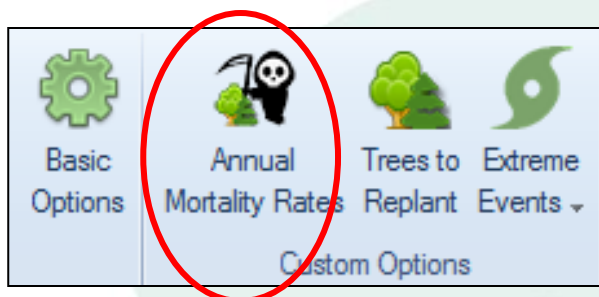 Basic
Options
Annual
Mortality Rates
Trees to
Replant
Extreme
Events
Custom Options